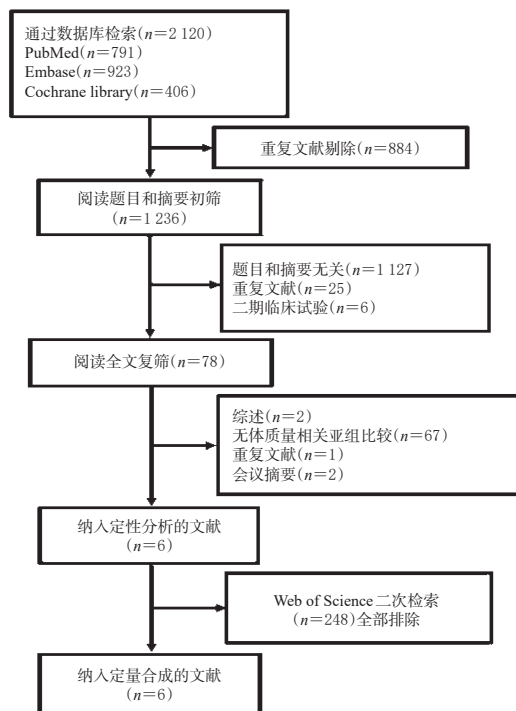 通过数据库检索(n=2 120)
PubMed(n=791)
Embase(n=923)
Cochrane library(n=406)
重复文献剔除(n=884)
阅读题目和摘要初筛
(n=1 236)
题目和摘要无关(n=1 127)
重复文献(n=25)
二期临床试验(n=6)
阅读全文复筛(n=78)
综述(n=2)
无体质量相关亚组比较(n=67)
重复文献(n=1)
会议摘要(n=2)
纳入定性分析的文献
(n=6)
Web of Science 二次检索
(n=248)全部排除
纳入定量合成的文献
(n=6)